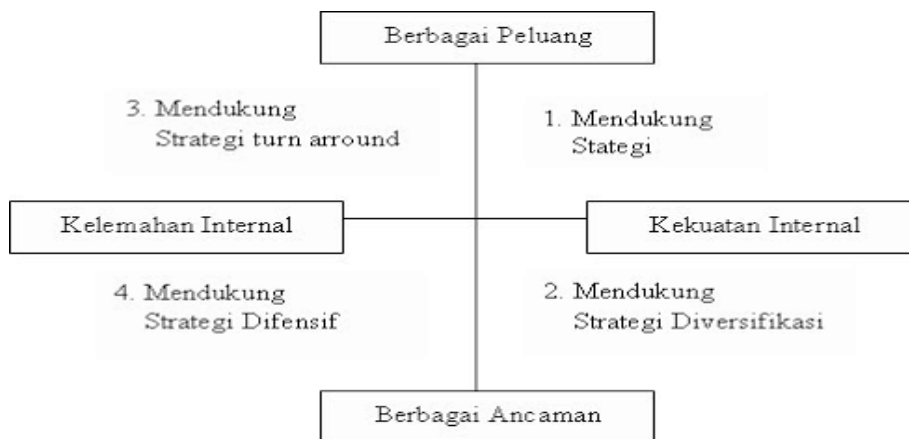 Berbagai Peluang
3. Mendukung
Strategi turn arround
1. Mendukung
Stategi
Kelemahan Internal
Kekuatan Internal
4. Mendukung
Strategi Difensif
2. Mendukung
Strategi Diversifikasi
Berbagai Ancaman